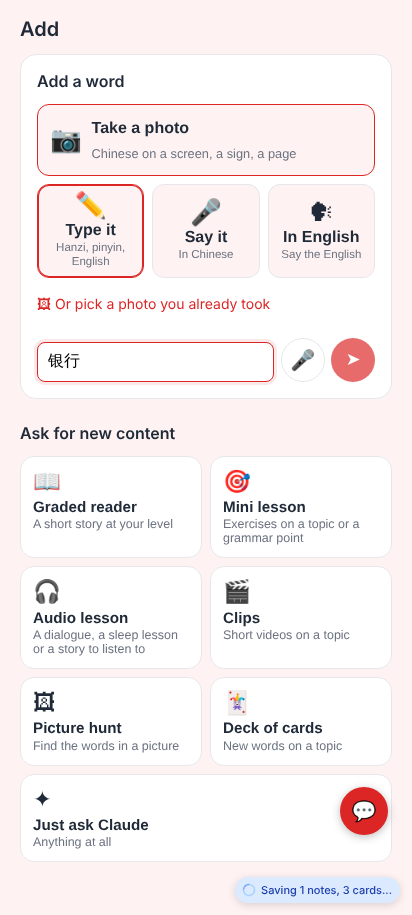 Add
Add a word
Take a photo
Chinese on a screen, a sign, a page
Type it
Hanzi, pinyin,
English
Say it
In Chinese
In English
Say the English
Or pick a photo you already took
银行
Ask for new content
Graded reader
A short story at your level
Mini lesson
Exercises on a topic or a
grammar point
Audio lesson
A dialogue, a sleep lesson
or a story to listen to
Clips
Short videos on a topic
Picture hunt
Find the words in a picture
Deck of cards
New words on a topic
Just ask Claude
Anything at all
Saving 1 notes, 3 cards...